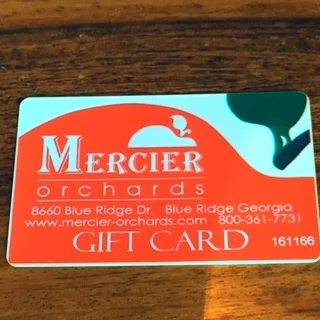 MERCIER
orchards
8660 Blue Ridge Dr. Blue Ridge Georgia
www.mercier-orchards.com 800-361-7731
GIFT CARD 161166